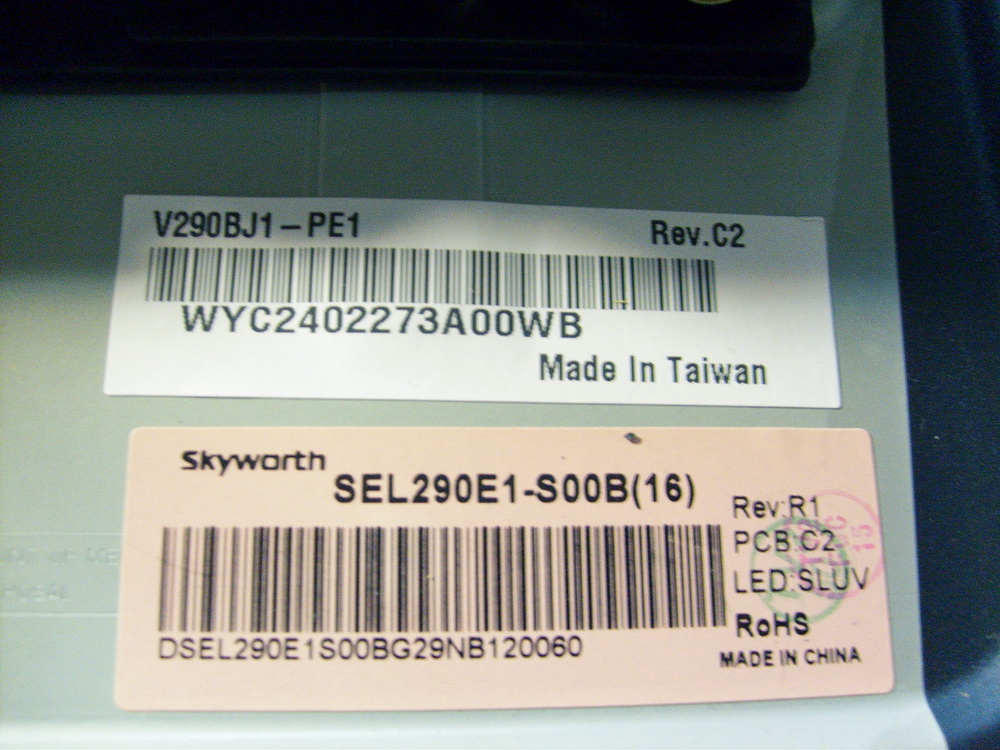 V290BJ1-PE1 Rev.C2
WYC2402273A00WB
Made In Taiwan
Skyworth
SEL290E1-S00B(16)
Rev:R1
PCB:C2
LED:SLUV
RoHS
DSEL290E1S00BG29NB120060
MADE IN CHINA